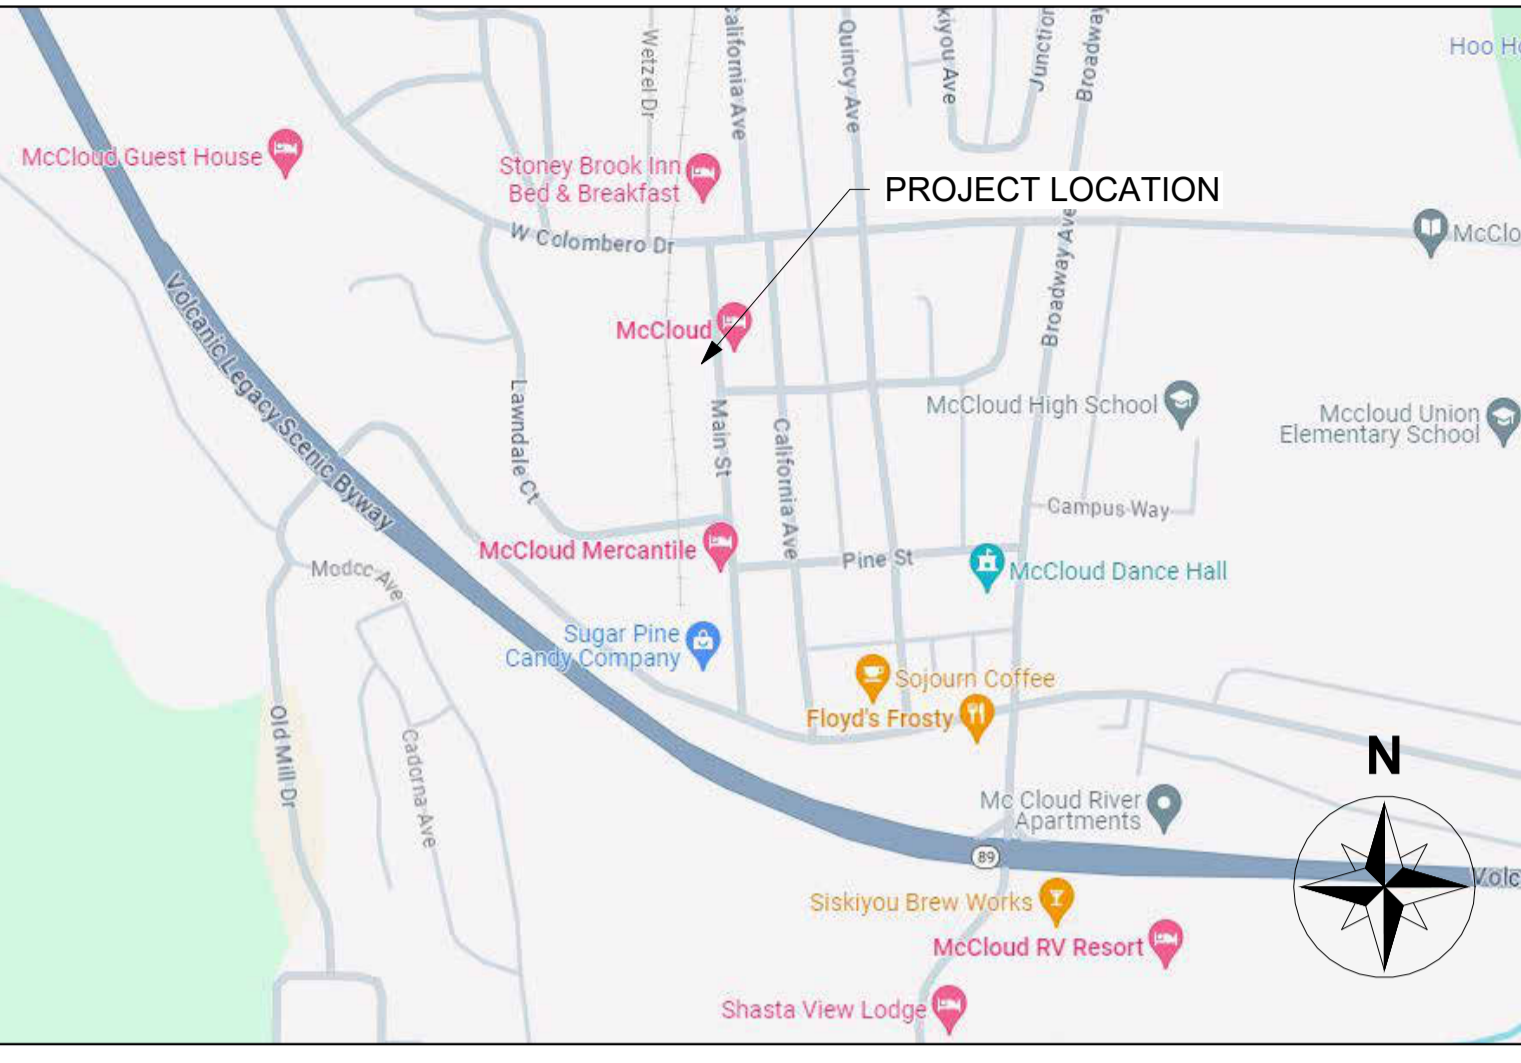 Hoo Ho
Wetzel Dr
California Ave
Quincy Ave
kiyou Ave
Junction
Broadway
McCloud Guest House
Stoney Brook Inn
Bed & Breakfast
PROJECT LOCATION
W Colombero Dr
Broadway Ave
McClo
Volcanic Legacy Scenic Byway
McCloud
Lawndale Ct
Main St
California Ave
McCloud High School
Mccloud Union
Elementary School
Campus Way
McCloud Mercantile
Pine St
McCloud Dance Hall
Modcc Ave
Sugar Pine
Candy Company
Sojourn Coffee
Floyd's Frosty
Old Mill Dr
Cadorna Ave
N
Mc Cloud River
Apartments
89
Volc
Siskiyou Brew Works
McCloud RV Resort
Shasta View Lodge